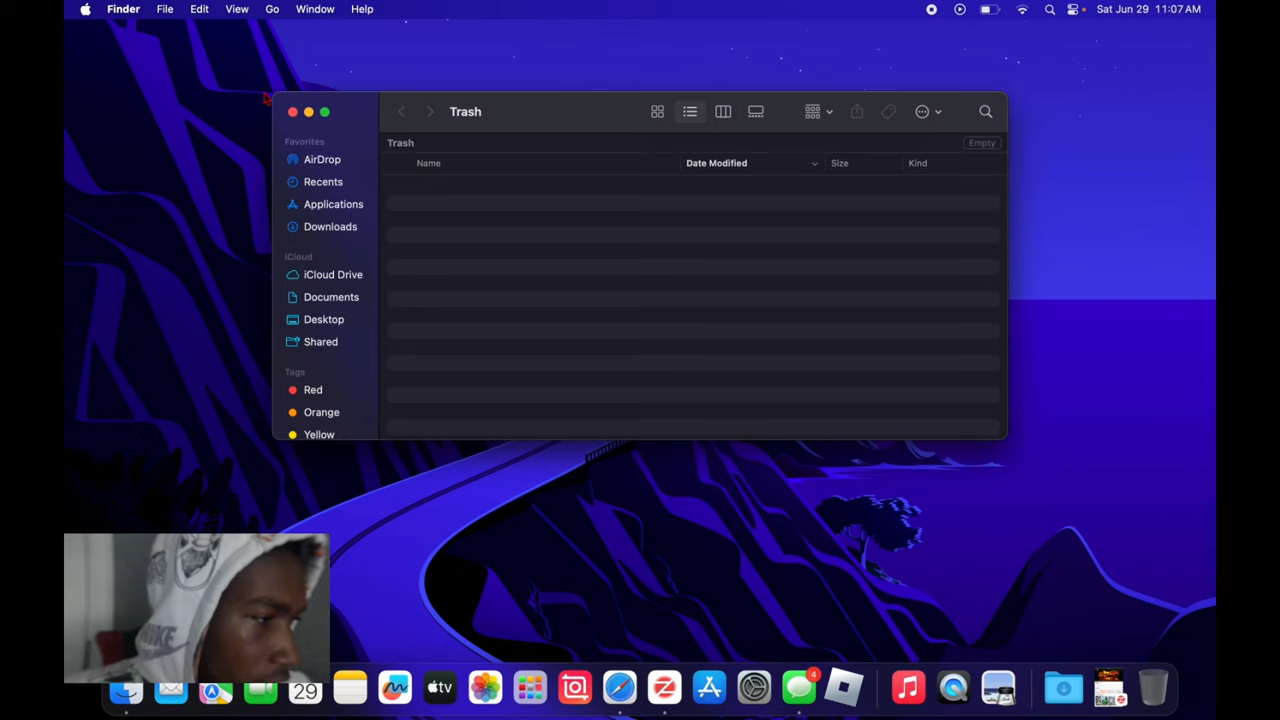 Finder File Edit View Go Window Help Sat Jun 29 11:07 AM
Trash
Favorites
AirDrop
Recents
Applications
Downloads
iCloud
iCloud Drive
Documents
Desktop
Shared
Tags
Red
Orange
Yellow
Trash Empty
Name Date Modified Size Kind
NIKE
29 tv 4